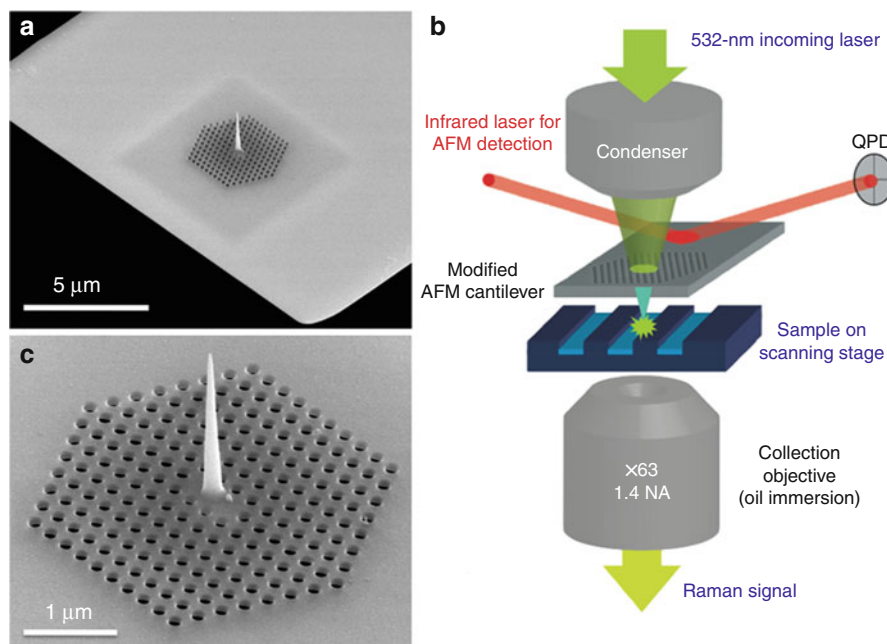 a
5 µm
c
1 µm
b
532-nm incoming laser
Infrared laser for
AFM detection
QPD
Condenser
Modified
AFM cantilever
Sample on
scanning stage
×63
1.4 NA
Collection
objective
(oil immersion)
Raman signal